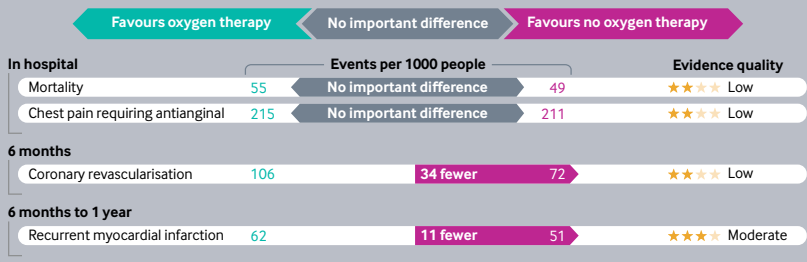 Favours oxygen therapy No important difference Favours no oxygen therapy
In hospital Events per 1000 people Evidence quality
Mortality 55 No important difference 49 Low
Chest pain requiring antianginal 215 No important difference 211 Low
6 months
Coronary revascularisation 106 34 fewer 72 Low
6 months to 1 year
Recurrent myocardial infarction 62 11 fewer 51 Moderate